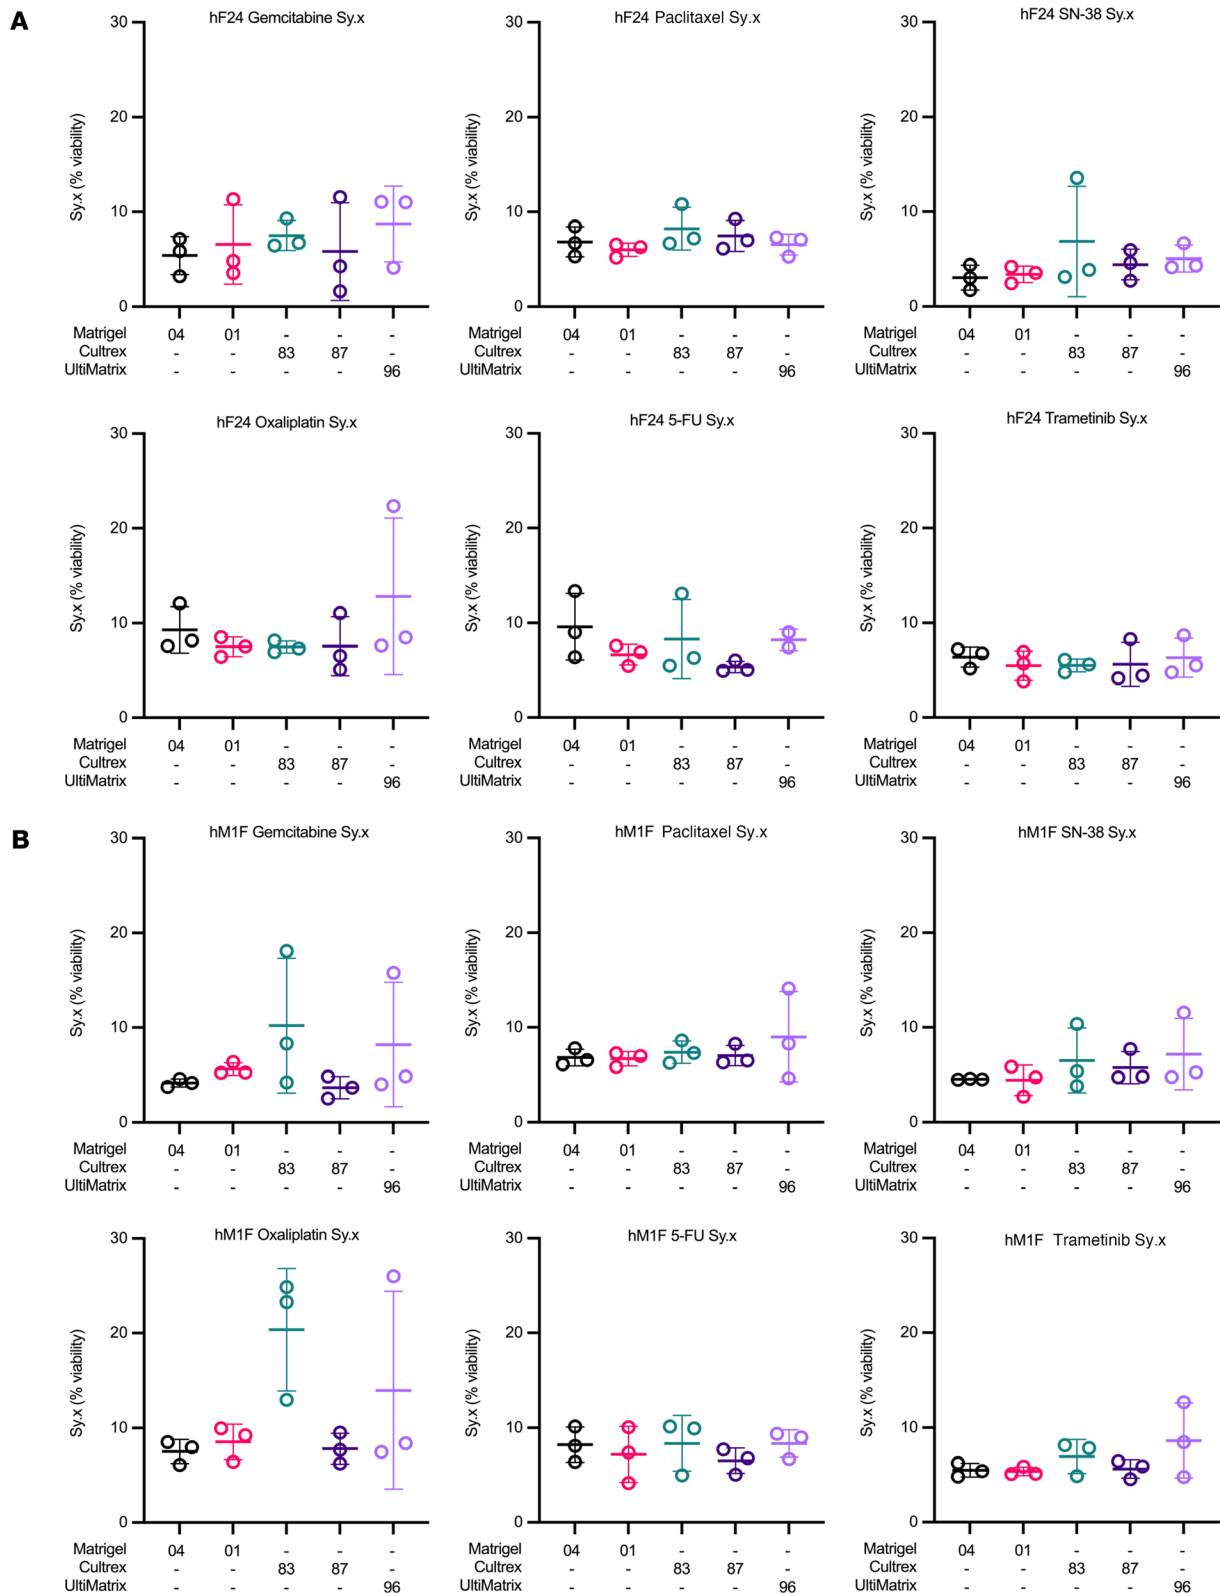 A
hF24 Gemcitabine Sy.x
hF24 Paclitaxel Sy.x
hF24 SN-38 Sy.x
30
20
10
0
Sy.x (% viability)
30
20
10
0
Sy.x (% viability)
30
20
10
0
Sy.x (% viability)
Matrigel 04 01 - - -
Cultrex - - 83 87 -
UltiMatrix - - - - 96
Matrigel 04 01 - - -
Cultrex - - 83 87 -
UltiMatrix - - - - 96
Matrigel 04 01 - - -
Cultrex - - 83 87 -
UltiMatrix - - - - 96
hF24 Oxaliplatin Sy.x
hF24 5-FU Sy.x
hF24 Trametinib Sy.x
30
20
10
0
Sy.x (% viability)
30
20
10
0
Sy.x (% viability)
30
20
10
0
Sy.x (% viability)
Matrigel 04 01 - - -
Cultrex - - 83 87 -
UltiMatrix - - - - 96
Matrigel 04 01 - - -
Cultrex - - 83 87 -
UltiMatrix - - - - 96
Matrigel 04 01 - - -
Cultrex - - 83 87 -
UltiMatrix - - - - 96
B
hM1F Gemcitabine Sy.x
hM1F Paclitaxel Sy.x
hM1F SN-38 Sy.x
30
20
10
0
Sy.x (% viability)
30
20
10
0
Sy.x (% viability)
30
20
10
0
Sy.x (% viability)
Matrigel 04 01 - - -
Cultrex - - 83 87 -
UltiMatrix - - - - 96
Matrigel 04 01 - - -
Cultrex - - 83 87 -
UltiMatrix - - - - 96
Matrigel 04 01 - - -
Cultrex - - 83 87 -
UltiMatrix - - - - 96
hM1F Oxaliplatin Sy.x
hM1F 5-FU Sy.x
hM1F Trametinib Sy.x
30
20
10
0
Sy.x (% viability)
30
20
10
0
Sy.x (% viability)
30
20
10
0
Sy.x (% viability)
Matrigel 04 01 - - -
Cultrex - - 83 87 -
UltiMatrix - - - - 96
Matrigel 04 01 - - -
Cultrex - - 83 87 -
UltiMatrix - - - - 96
Matrigel 04 01 - - -
Cultrex - - 83 87 -
UltiMatrix - - - - 96